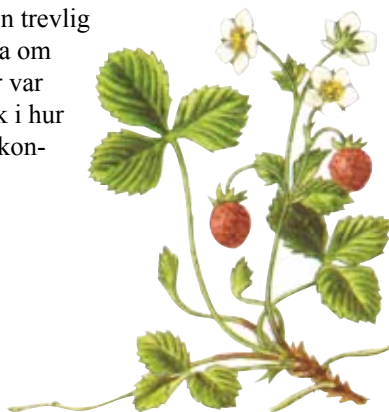 n trevlig
a om
r var
k i hur
kon-